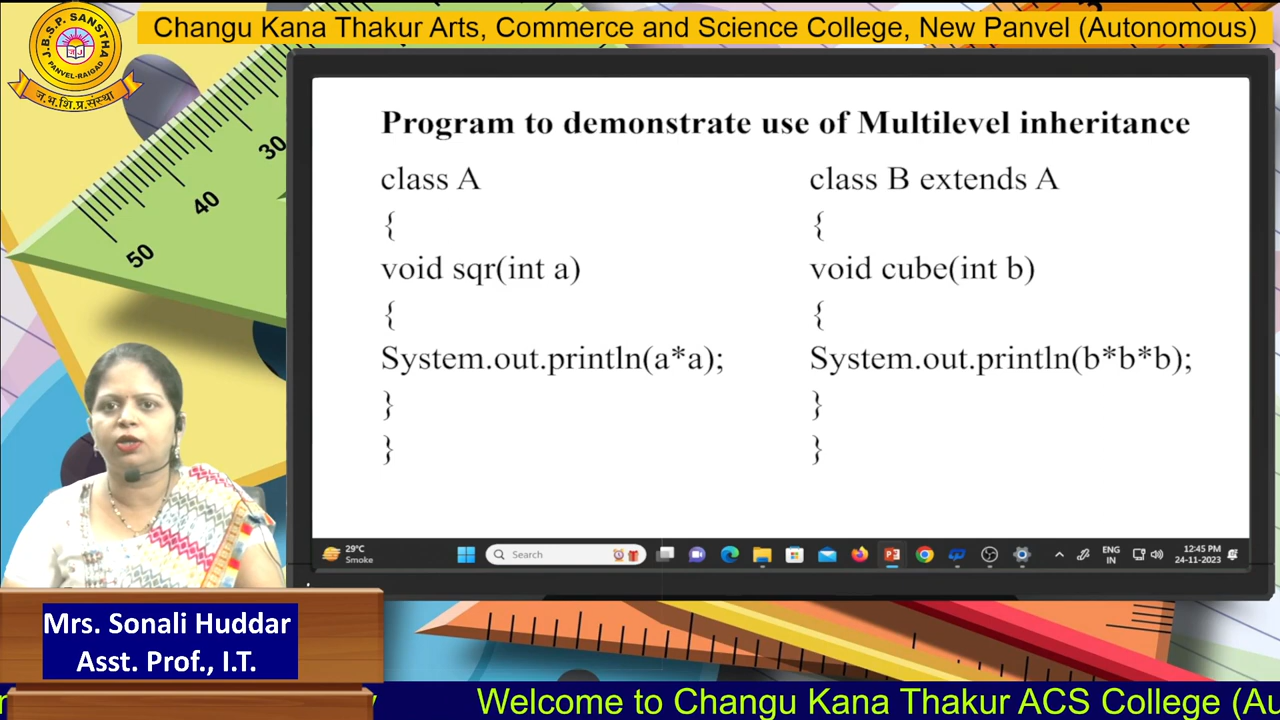 Changu Kana Thakur Arts, Commerce and Science College, New Panvel (Autonomous)
J.B.S.P. SANSTHA
PANVEL-RAIGAD
ज.भ.शि.प्र.संस्था
30
40
50
Program to demonstrate use of Multilevel inheritance
class A
{
void sqr(int a)
{
System.out.println(a*a);
}
}
class B extends A
{
void cube(int b)
{
System.out.println(b*b*b);
}
}
29°C
Smoke
Search
ENG
IN
12:45 PM
24-11-2023
Mrs. Sonali Huddar
Asst. Prof., I.T.
Welcome to Changu Kana Thakur ACS College (Au